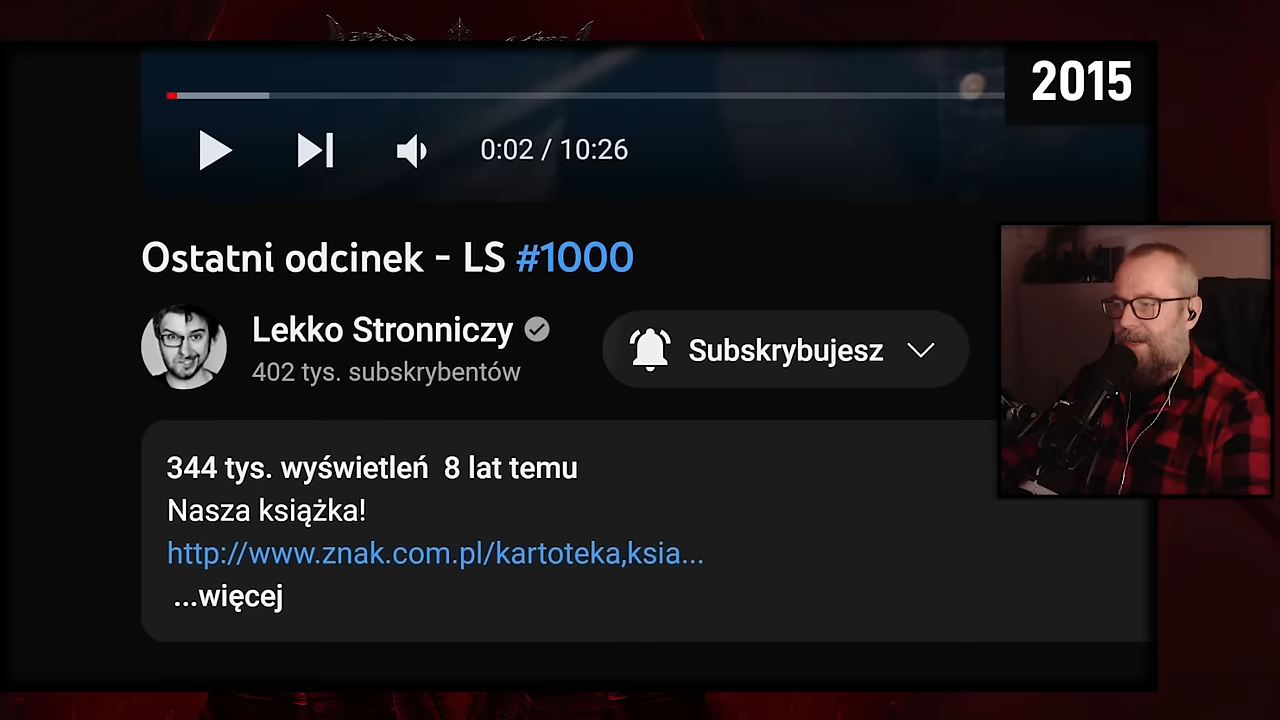 2015
0:02 / 10:26
Ostatni odcinek - LS #1000
Lekko Stronniczy
402 tys. subskrybentów
Subskrybujesz
344 tys. wyświetleń 8 lat temu
Nasza książka!
http://www.znak.com.pl/kartoteka,ksia...
...więcej